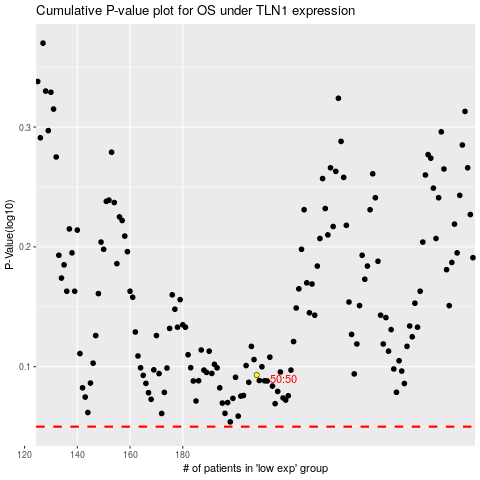 Cumulative P-value plot for OS under TLN1 expression
P-Value(log10)
0.3
0.2
0.1
50:50
120
140
160
180
# of patients in 'low exp' group